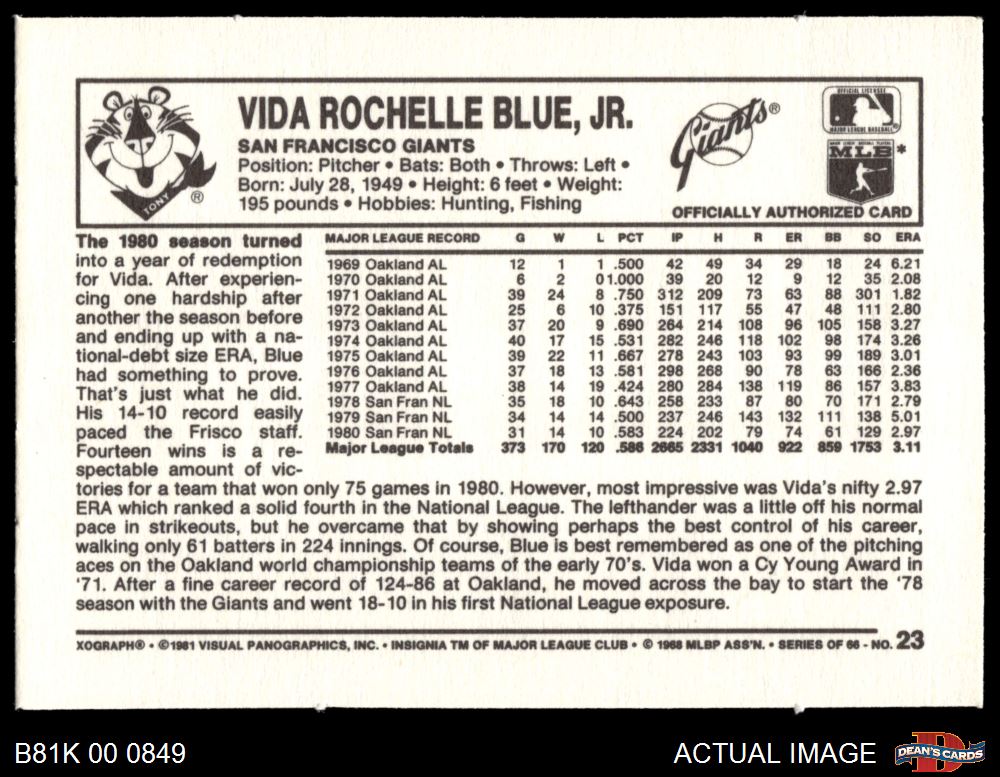 TONY
®
VIDA ROCHELLE BLUE, JR.
SAN FRANCISCO GIANTS
Position: Pitcher • Bats: Both • Throws: Left •
Born: July 28, 1949 • Height: 6 feet • Weight:
195 pounds • Hobbies: Hunting, Fishing
Giants®
OFFICIAL LICENSEE
MAJOR LEAGUE BASEBALL
MAJOR LEAGUE BASEBALL PLAYERS
MLB *
OFFICIALLY AUTHORIZED CARD
The 1980 season turned
into a year of redemption
for Vida. After experien-
cing one hardship after
another the season before
and ending up with a na-
tional-debt size ERA, Blue
had something to prove.
That's just what he did.
His 14-10 record easily
paced the Frisco staff.
Fourteen wins is a re-
spectable amount of vic-
tories for a team that won only 75 games in 1980. However, most impressive was Vida's nifty 2.97
ERA which ranked a solid fourth in the National League. The lefthander was a little off his normal
pace in strikeouts, but he overcame that by showing perhaps the best control of his career,
walking only 61 batters in 224 innings. Of course, Blue is best remembered as one of the pitching
aces on the Oakland world championship teams of the early 70's. Vida won a Cy Young Award in
'71. After a fine career record of 124-86 at Oakland, he moved across the bay to start the '78
season with the Giants and went 18-10 in his first National League exposure.
MAJOR LEAGUE RECORD G W L PCT IP H R ER BB SO ERA
1969 Oakland AL 12 1 1 .500 42 49 34 29 18 24 6.21
1970 Oakland AL 6 2 0 1.000 39 20 12 9 12 35 2.08
1971 Oakland AL 39 24 8 .750 312 209 73 63 88 301 1.82
1972 Oakland AL 25 6 10 .375 151 117 55 47 48 111 2.80
1973 Oakland AL 37 20 9 .690 264 214 108 96 105 158 3.27
1974 Oakland AL 40 17 15 .531 282 246 118 102 98 174 3.26
1975 Oakland AL 39 22 11 .667 278 243 103 93 99 189 3.01
1976 Oakland AL 37 18 13 .581 298 268 90 78 63 166 2.36
1977 Oakland AL 38 14 19 .424 280 284 138 119 86 157 3.83
1978 San Fran NL 35 18 10 .643 258 233 87 80 70 171 2.79
1979 San Fran NL 34 14 14 .500 237 246 143 132 111 138 5.01
1980 San Fran NL 31 14 10 .583 224 202 79 74 61 129 2.97
Major League Totals 373 170 120 .586 2665 2331 1040 922 859 1753 3.11
XOGRAPH® • ©1981 VISUAL PANOGRAPHICS, INC. • INSIGNIA TM OF MAJOR LEAGUE CLUB • © 1968 MLBP ASS'N. • SERIES OF 66 - NO. 23
B81K 00 0849
ACTUAL IMAGE
D
DEAN'S CARDS